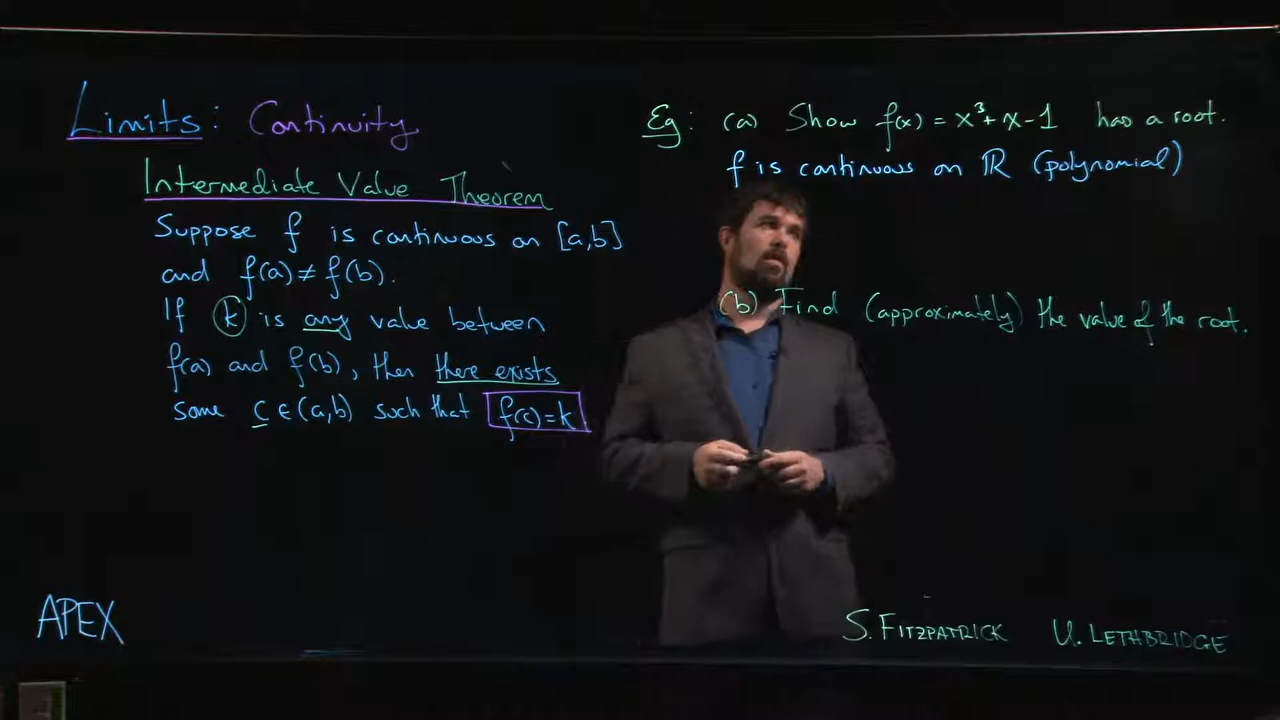 Limits: Continuity
Intermediate Value Theorem
Suppose f is continuous on [a,b]
and f(a) ≠ f(b).
If k is any value between
f(a) and f(b), then there exists
some c ∈ (a,b) such that f(c)=k
Eg: (a) Show f(x) = x³+x-1 has a root.
f is continuous on ℝ (polynomial)
(b) Find (approximately) the value of the root.
APEX
S. FITZPATRICK U. LETHBRIDGE